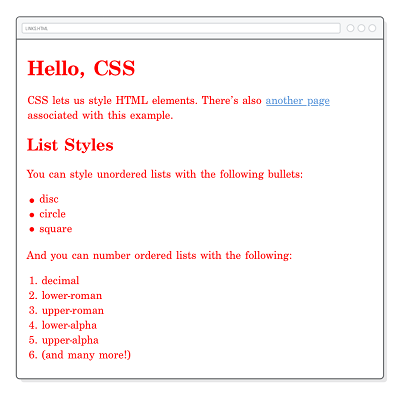 LINKS.HTML
Hello, CSS
CSS lets us style HTML elements. There's also another page
associated with this example.
List Styles
You can style unordered lists with the following bullets:
disc
circle
square
And you can number ordered lists with the following:
1. decimal
2. lower-roman
3. upper-roman
4. lower-alpha
5. upper-alpha
6. (and many more!)